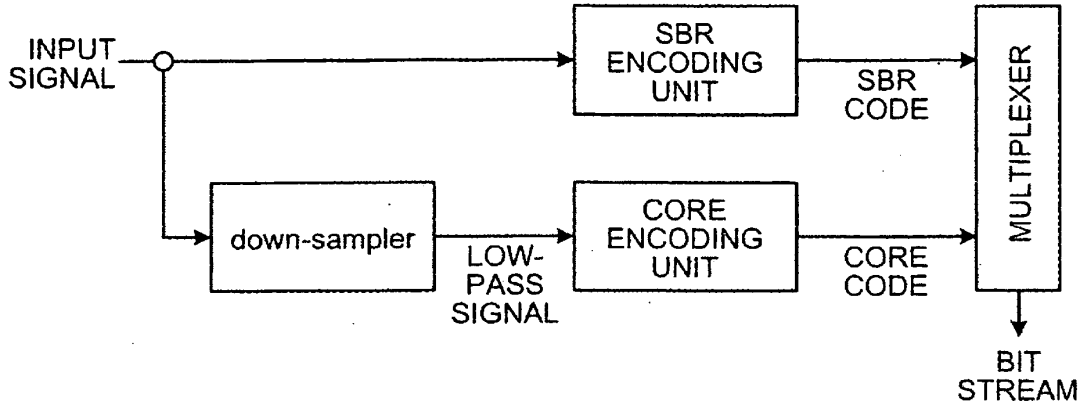 INPUT
SIGNAL
SBR
ENCODING
UNIT
SBR
CODE
MULTIPLEXER
down-sampler
LOW-
PASS
SIGNAL
CORE
ENCODING
UNIT
CORE
CODE
BIT
STREAM